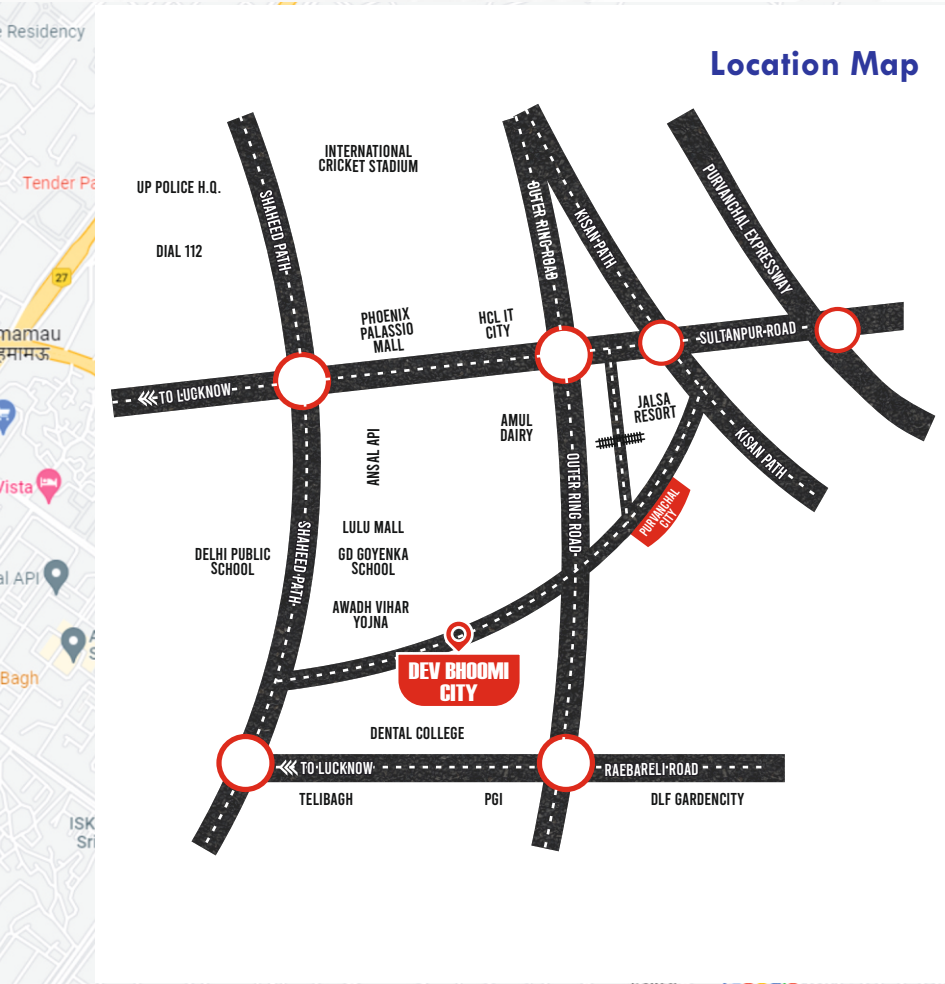 Location Map
Residency
Tender Pa
27
mamau
हमामऊ
Vista
al API
Bagh
ISK
Sri
INTERNATIONAL
CRICKET STADIUM
UP POLICE H.Q.
DIAL 112
SHAHEED PATH
OUTER RING ROAD
KISAN PATH
PURVANCHAL EXPRESSWAY
PHOENIX
PALASSIO
MALL
HCL IT
CITY
SULTANPUR ROAD
TO LUCKNOW
JALSA
RESORT
AMUL
DAIRY
ANSAL API
KISAN PATH
OUTER RING ROAD
PURVANCHAL
CITY
LULU MALL
SHAHEED PATH
DELHI PUBLIC
SCHOOL
GD GOYENKA
SCHOOL
AWADH VIHAR
YOJNA
DEV BHOOMI
CITY
DENTAL COLLEGE
TO LUCKNOW
RAEBARELI ROAD
TELIBAGH
PGI
DLF GARDENCITY